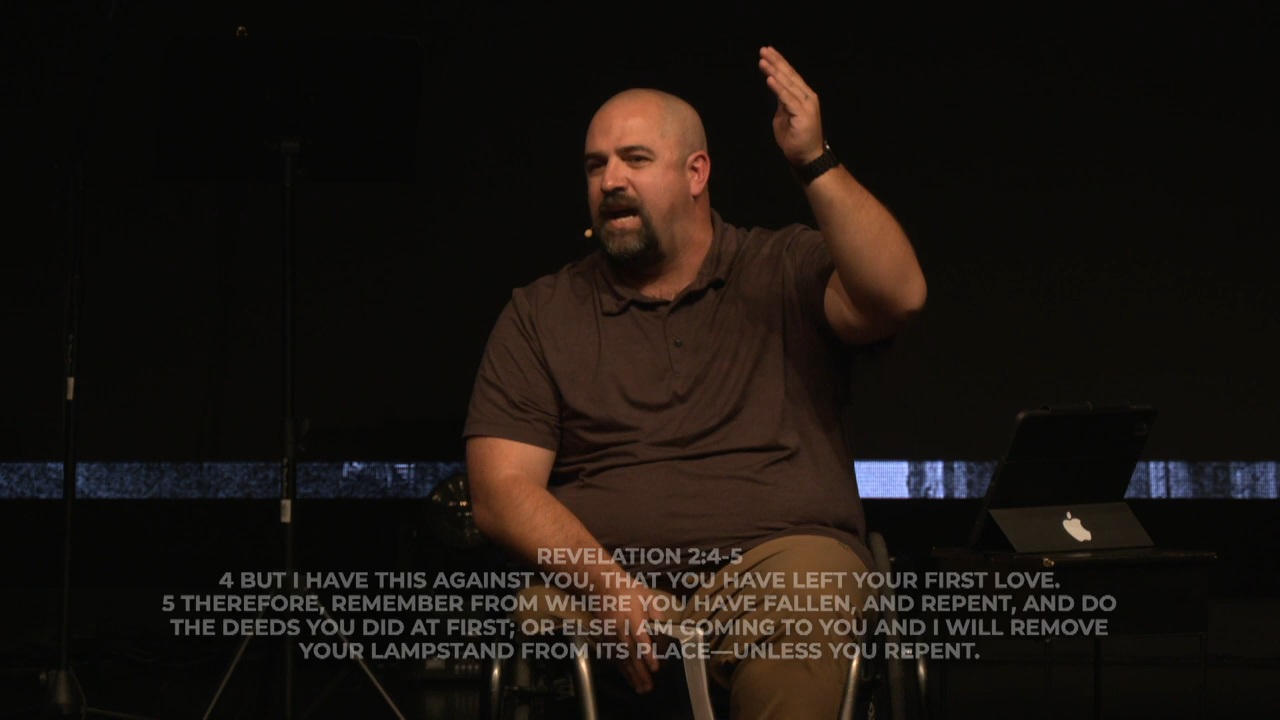 REVELATION 2:4-5
4 BUT I HAVE THIS AGAINST YOU, THAT YOU HAVE LEFT YOUR FIRST LOVE.
5 THEREFORE, REMEMBER FROM WHERE YOU HAVE FALLEN, AND REPENT, AND DO
THE DEEDS YOU DID AT FIRST; OR ELSE I AM COMING TO YOU AND I WILL REMOVE
YOUR LAMPSTAND FROM ITS PLACE—UNLESS YOU REPENT.